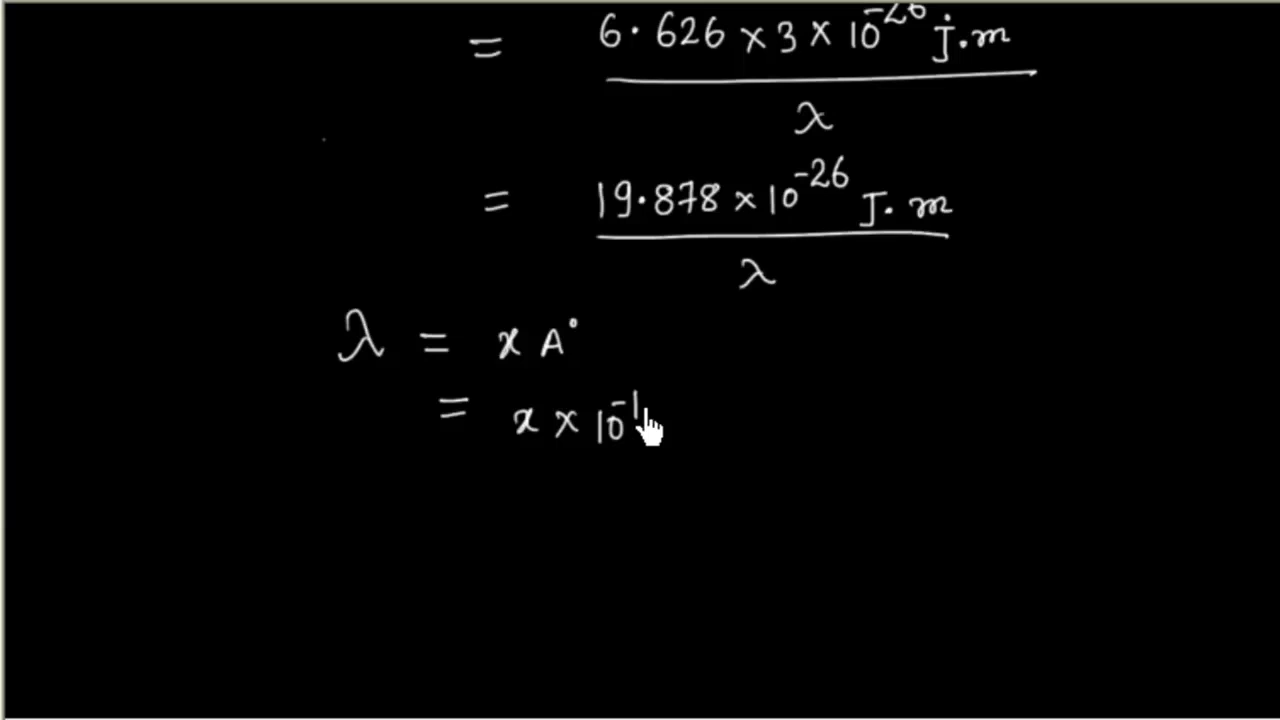 = 6.626 × 3 × 10⁻²⁶ j.m
λ
= 19.878 × 10⁻²⁶ J.m
λ
λ = x A°
= x × 10⁻¹